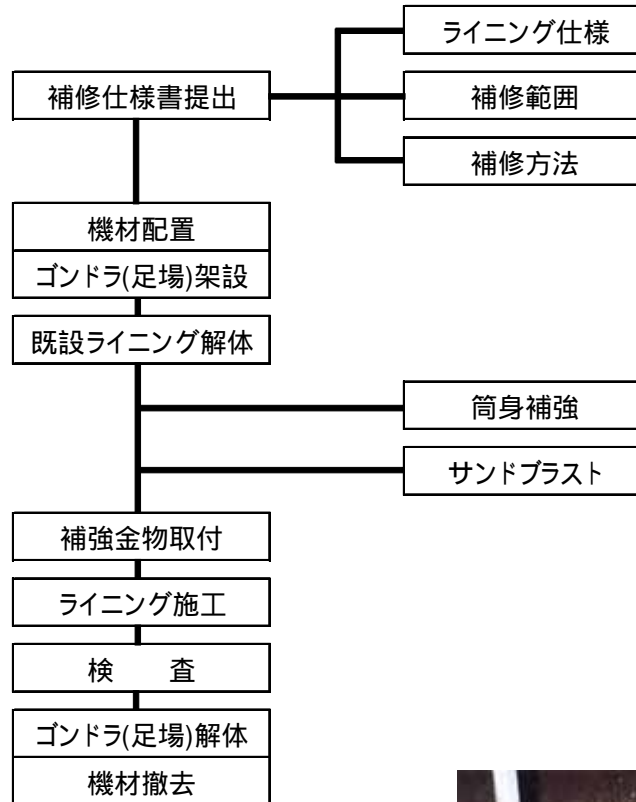 ライニング仕様
補修仕様書提出
補修範囲
補修方法
機材配置
ゴンドラ(足場)架設
既設ライニング解体
筒身補強
サンドブラスト
補強金物取付
ライニング施工
検　　査
ゴンドラ(足場)解体
機材撤去